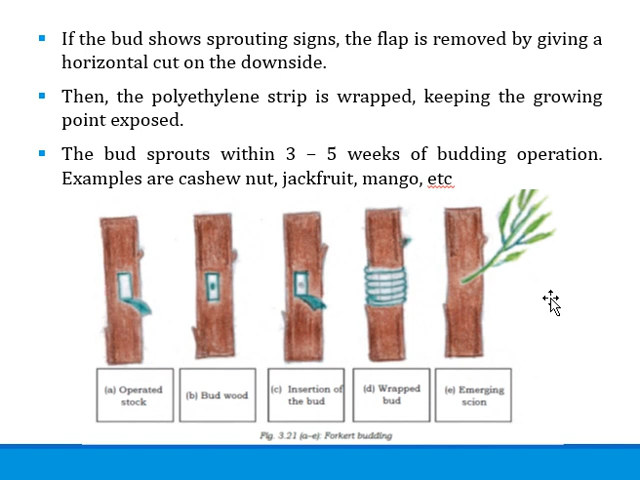 If the bud shows sprouting signs, the flap is removed by giving a
horizontal cut on the downside.
Then, the polyethylene strip is wrapped, keeping the growing
point exposed.
The bud sprouts within 3 – 5 weeks of budding operation.
Examples are cashew nut, jackfruit, mango, etc
(a) Operated
stock
(b) Bud wood
(c) Insertion of
the bud
(d) Wrapped
bud
(e) Emerging
scion
Fig. 3.21 (a–e): Forkert budding